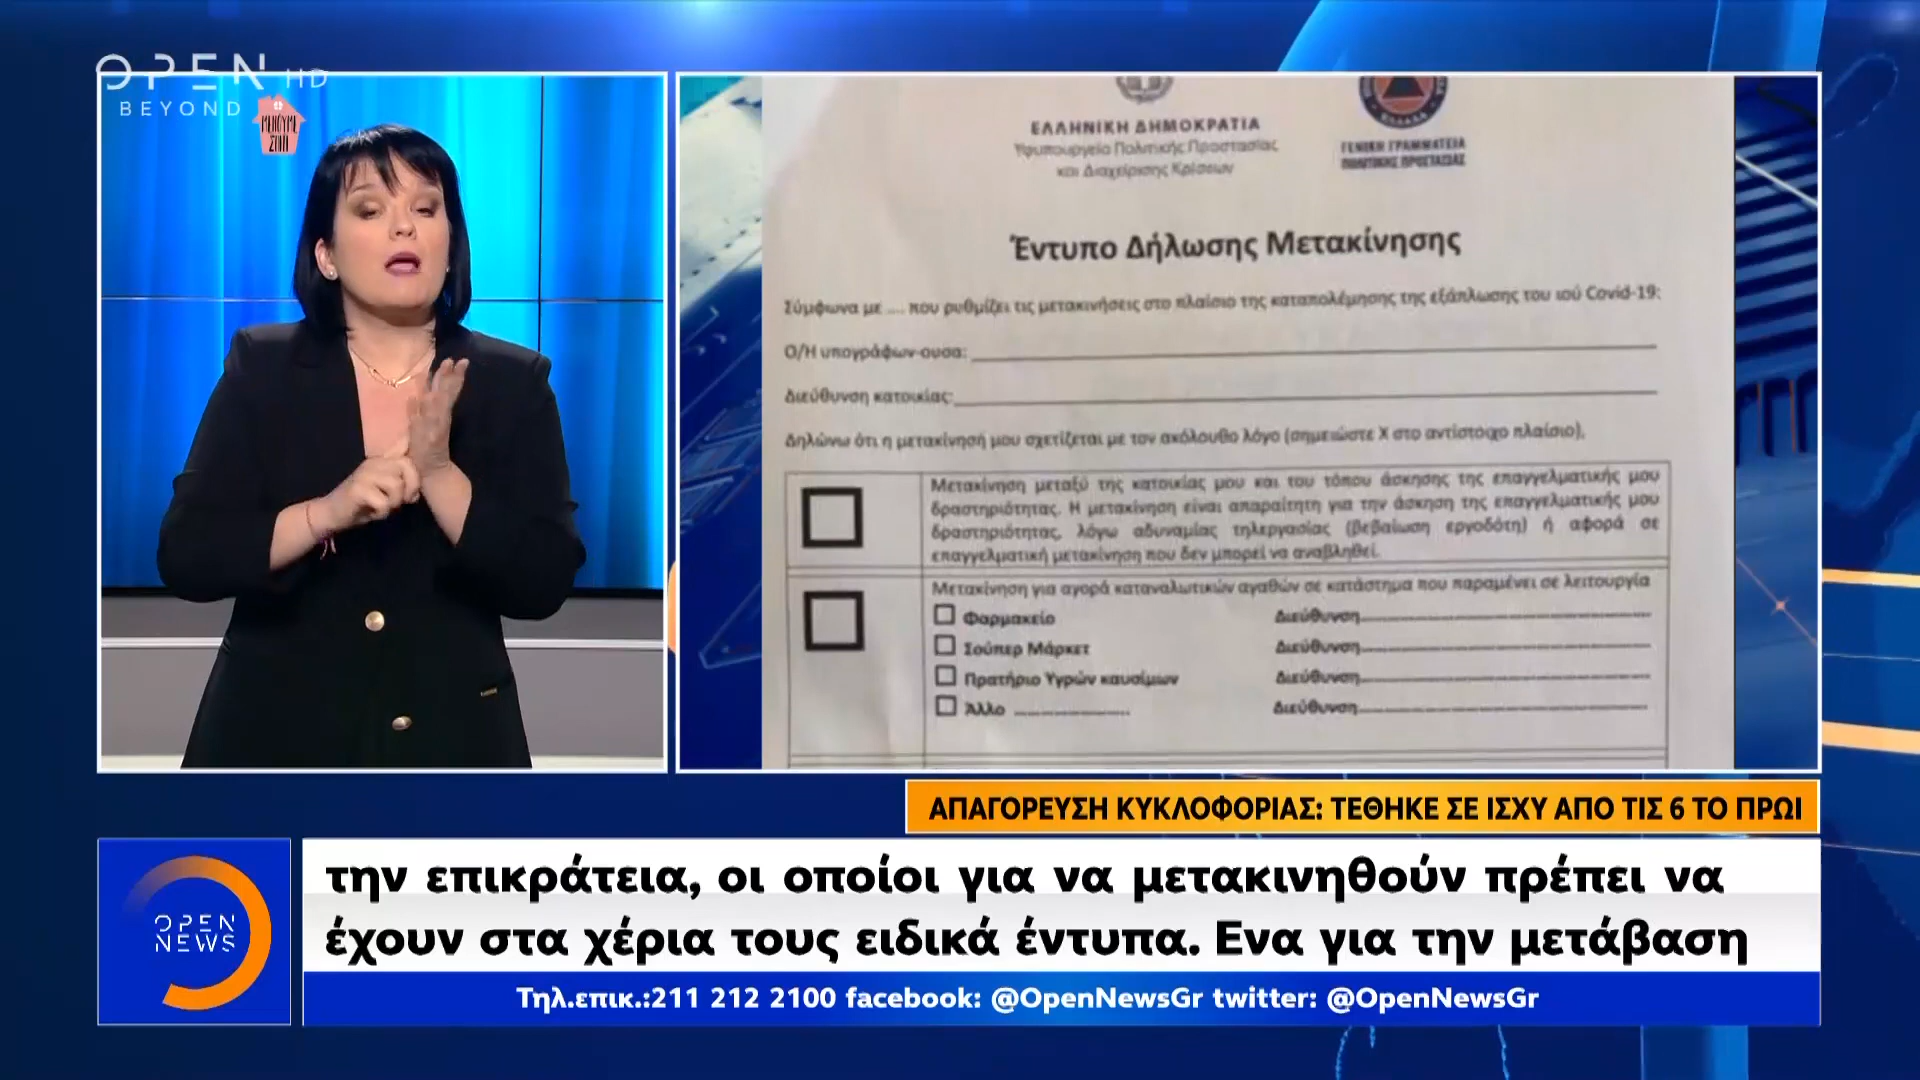 OPEN HD
BEYOND
ΜΕΝΟΥΜΕ
ΣΠΙΤΙ
ΕΛΛΗΝΙΚΗ ΔΗΜΟΚΡΑΤΙΑ
Υφυπουργείο Πολιτικής Προστασίας
και Διαχείρισης Κρίσεων
ΓΕΝΙΚΗ ΓΡΑΜΜΑΤΕΙΑ
ΠΟΛΙΤΙΚΗΣ ΠΡΟΣΤΑΣΙΑΣ
Έντυπο Δήλωσης Μετακίνησης
Σύμφωνα με .... που ρυθμίζει τις μετακινήσεις στο πλαίσιο της καταπολέμησης της εξάπλωσης του ιού Covid-19:
Ο/Η υπογράφων-ουσα:
Διεύθυνση κατοικίας:
Δηλώνω ότι η μετακίνησή μου σχετίζεται με τον ακόλουθο λόγο (σημειώστε Χ στο αντίστοιχο πλαίσιο),
Μετακίνηση μεταξύ της κατοικίας μου και του τόπου άσκησης της επαγγελματικής μου
δραστηριότητας. Η μετακίνηση είναι απαραίτητη για την άσκηση της επαγγελματικής μου
δραστηριότητας, λόγω αδυναμίας τηλεργασίας (βεβαίωση εργοδότη) ή αφορά σε
επαγγελματική μετακίνηση που δεν μπορεί να αναβληθεί.
Μετακίνηση για αγορά καταναλωτικών αγαθών σε κατάστημα που παραμένει σε λειτουργία
Φαρμακείο Διεύθυνση
Σούπερ Μάρκετ Διεύθυνση
Πρατήριο Υγρών καυσίμων Διεύθυνση
Άλλο Διεύθυνση
ΑΠΑΓΟΡΕΥΣΗ ΚΥΚΛΟΦΟΡΙΑΣ: ΤΕΘΗΚΕ ΣΕ ΙΣΧΥ ΑΠΟ ΤΙΣ 6 ΤΟ ΠΡΩΙ
την επικράτεια, οι οποίοι για να μετακινηθούν πρέπει να
έχουν στα χέρια τους ειδικά έντυπα. Ενα για την μετάβαση
OPEN
NEWS
Τηλ.επικ.:211 212 2100 facebook: @OpenNewsGr twitter: @OpenNewsGr